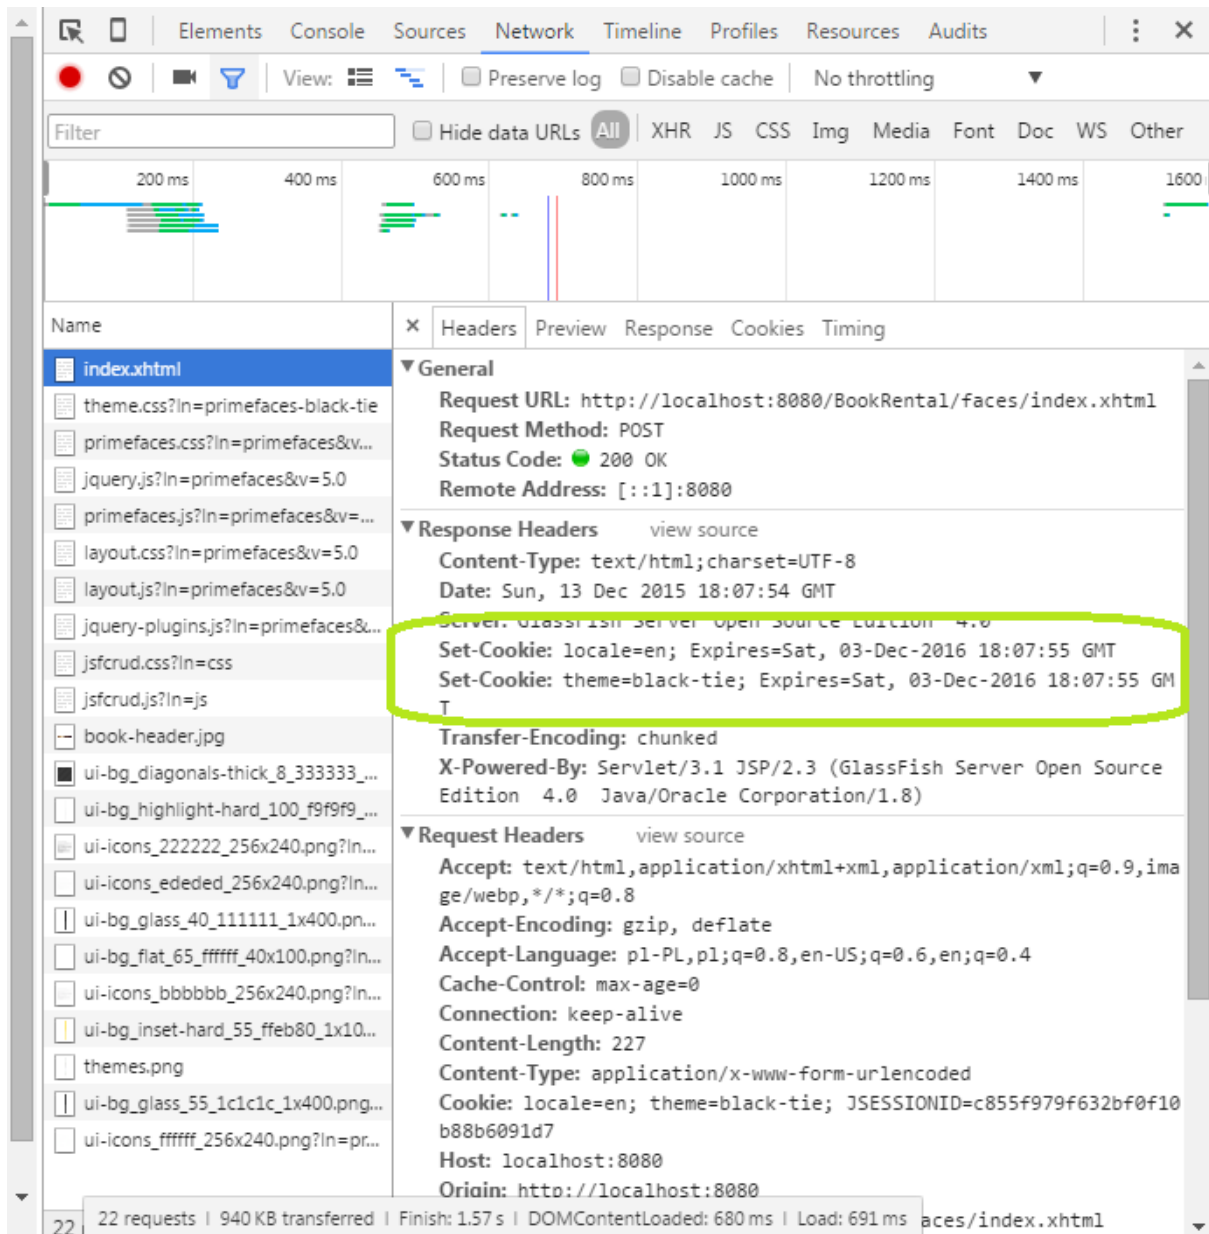 Elements Console Sources Network Timeline Profiles Resources Audits
View: Preserve log Disable cache No throttling
Filter Hide data URLs All XHR JS CSS Img Media Font Doc WS Other
200 ms 400 ms 600 ms 800 ms 1000 ms 1200 ms 1400 ms 1600
Name
index.xhtml
theme.css?ln=primefaces-black-tie
primefaces.css?ln=primefaces&v...
jquery.js?ln=primefaces&v=5.0
primefaces.js?ln=primefaces&v=...
layout.css?ln=primefaces&v=5.0
layout.js?ln=primefaces&v=5.0
jquery-plugins.js?ln=primefaces&...
jsfcrud.css?ln=css
jsfcrud.js?ln=js
book-header.jpg
ui-bg_diagonals-thick_8_333333_...
ui-bg_highlight-hard_100_f9f9f9_...
ui-icons_222222_256x240.png?ln...
ui-icons_ededed_256x240.png?ln...
ui-bg_glass_40_111111_1x400.pn...
ui-bg_flat_65_ffffff_40x100.png?ln...
ui-icons_bbbbbb_256x240.png?ln...
ui-bg_inset-hard_55_ffeb80_1x10...
themes.png
ui-bg_glass_55_1c1c1c_1x400.png...
ui-icons_ffffff_256x240.png?ln=pr...
× Headers Preview Response Cookies Timing
General
Request URL: http://localhost:8080/BookRental/faces/index.xhtml
Request Method: POST
Status Code: 200 OK
Remote Address: [::1]:8080
Response Headers view source
Content-Type: text/html;charset=UTF-8
Date: Sun, 13 Dec 2015 18:07:54 GMT
Server: GlassFish Server Open Source Edition 4.0
Set-Cookie: locale=en; Expires=Sat, 03-Dec-2016 18:07:55 GMT
Set-Cookie: theme=black-tie; Expires=Sat, 03-Dec-2016 18:07:55 GM
T
Transfer-Encoding: chunked
X-Powered-By: Servlet/3.1 JSP/2.3 (GlassFish Server Open Source
Edition 4.0 Java/Oracle Corporation/1.8)
Request Headers view source
Accept: text/html,application/xhtml+xml,application/xml;q=0.9,ima
ge/webp,*/*;q=0.8
Accept-Encoding: gzip, deflate
Accept-Language: pl-PL,pl;q=0.8,en-US;q=0.6,en;q=0.4
Cache-Control: max-age=0
Connection: keep-alive
Content-Length: 227
Content-Type: application/x-www-form-urlencoded
Cookie: locale=en; theme=black-tie; JSESSIONID=c855f979f632bf0f10
b88b6091d7
Host: localhost:8080
Origin: http://localhost:8080
aces/index.xhtml
22
22 requests | 940 KB transferred | Finish: 1.57 s | DOMContentLoaded: 680 ms | Load: 691 ms